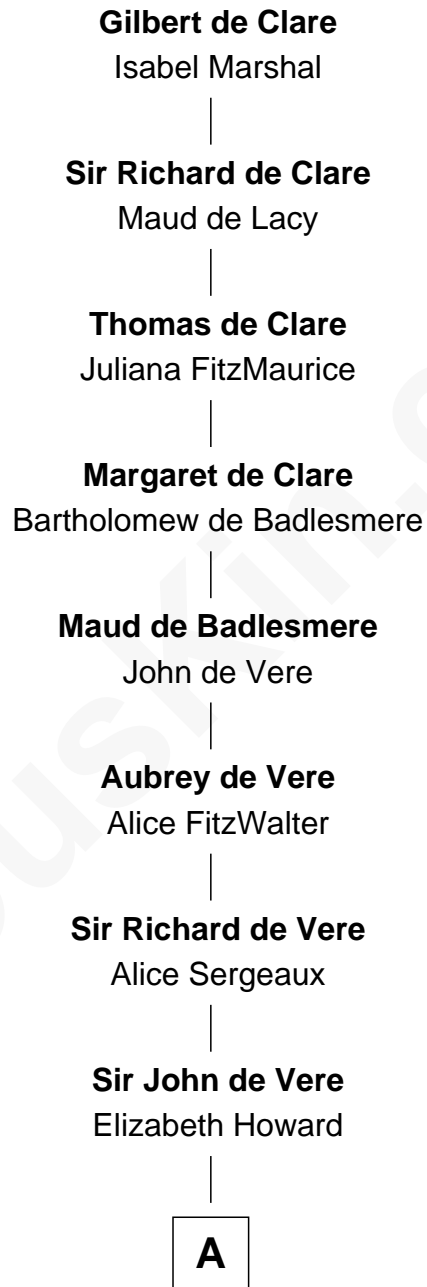 Gilbert de Clare
Isabel Marshal
Sir Richard de Clare
Maud de Lacy
Thomas de Clare
Juliana FitzMaurice
Margaret de Clare
Bartholomew de Badlesmere
Maud de Badlesmere
John de Vere
Aubrey de Vere
Alice FitzWalter
Sir Richard de Vere
Alice Sergeaux
Sir John de Vere
Elizabeth Howard
A